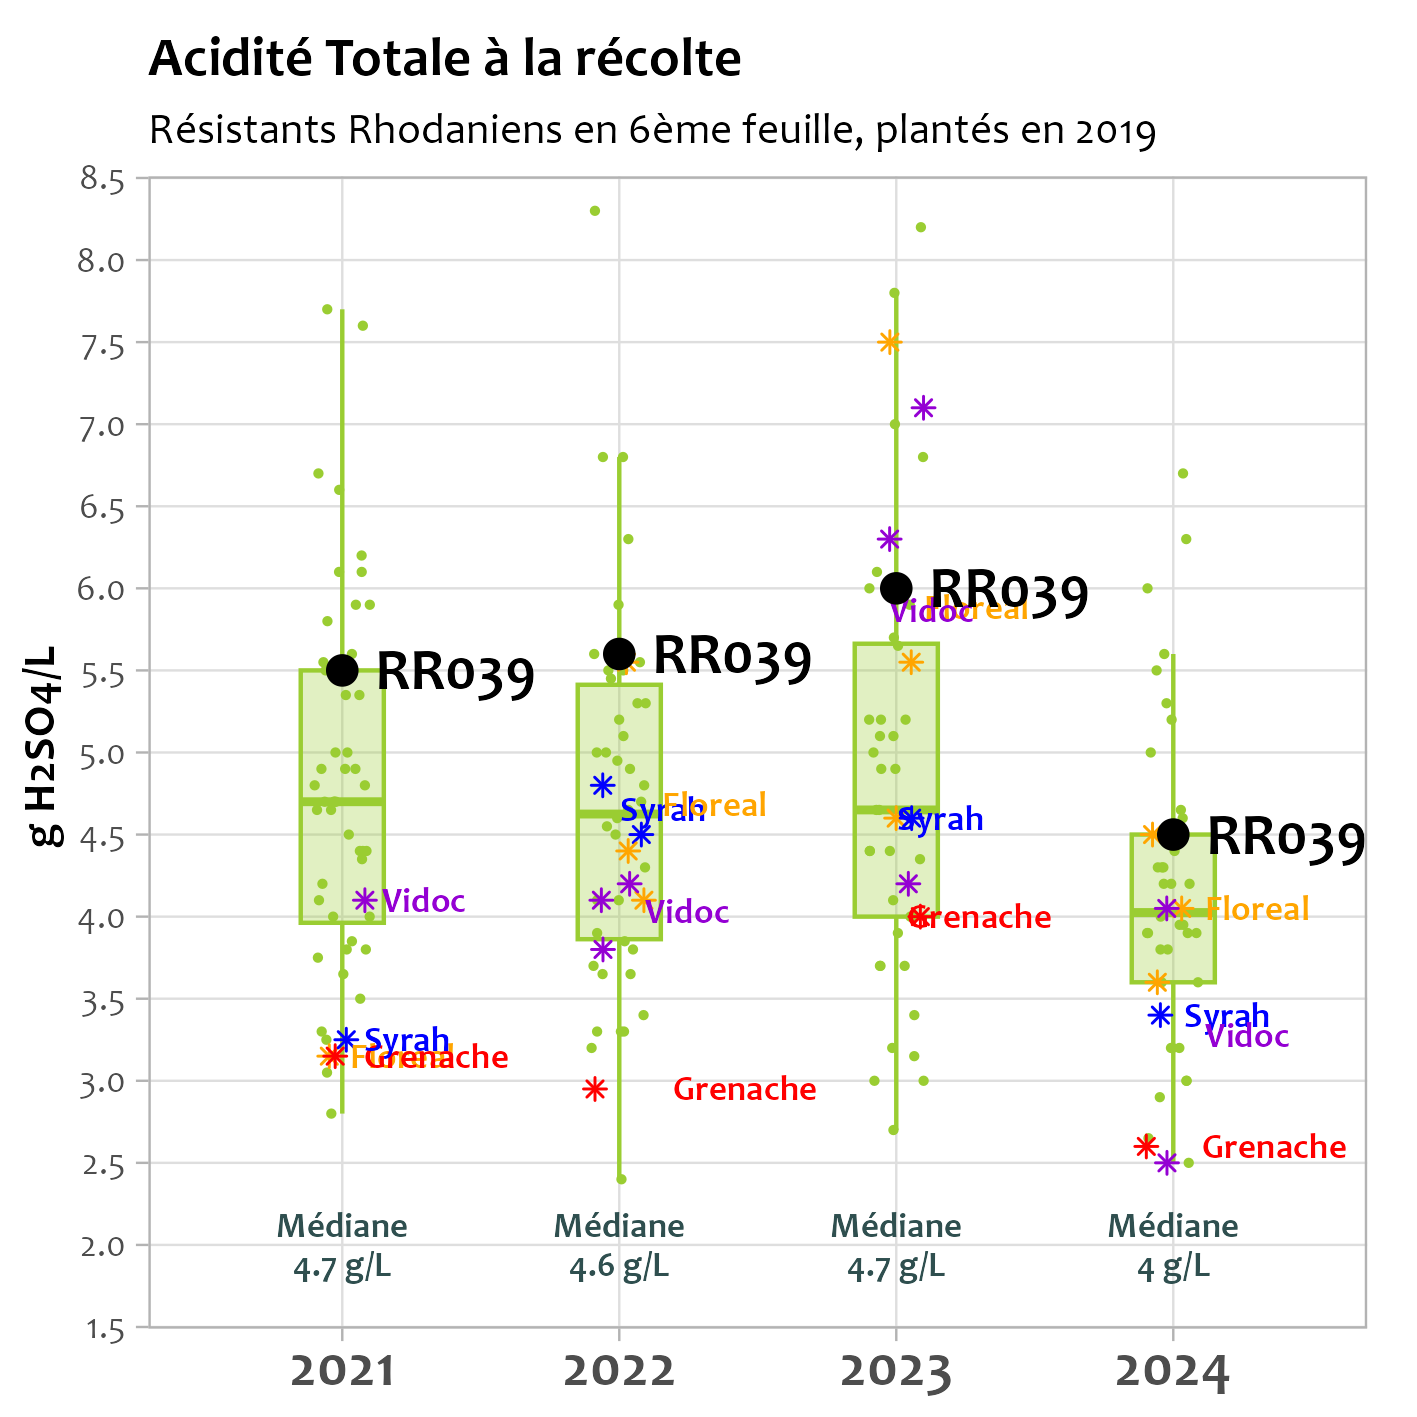 Acidité Totale à la récolte
Résistants Rhodaniens en 6ème feuille, plantés en 2019
g H2SO4/L
8.5
8.0
7.5
7.0
6.5
6.0
5.5
5.0
4.5
4.0
3.5
3.0
2.5
2.0
1.5
RR039
Vidoc
Syrah
Floreal
Grenache
Médiane
4.7 g/L
RR039
Syrah
Floreal
Vidoc
Grenache
Médiane
4.6 g/L
RR039
Floreal
Vidoc
Syrah
Grenache
Médiane
4.7 g/L
RR039
Floreal
Syrah
Vidoc
Grenache
Médiane
4 g/L
2021
2022
2023
2024